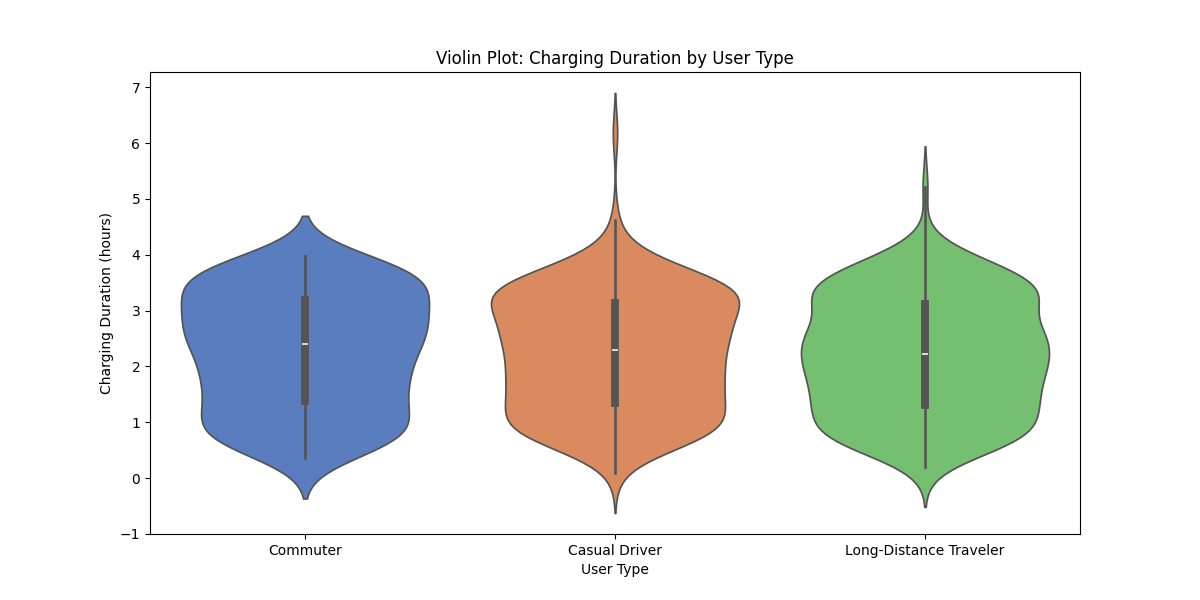 Violin Plot: Charging Duration by User Type
Charging Duration (hours)
7
6
5
4
3
2
1
0
−1
Commuter
Casual Driver
Long-Distance Traveler
User Type